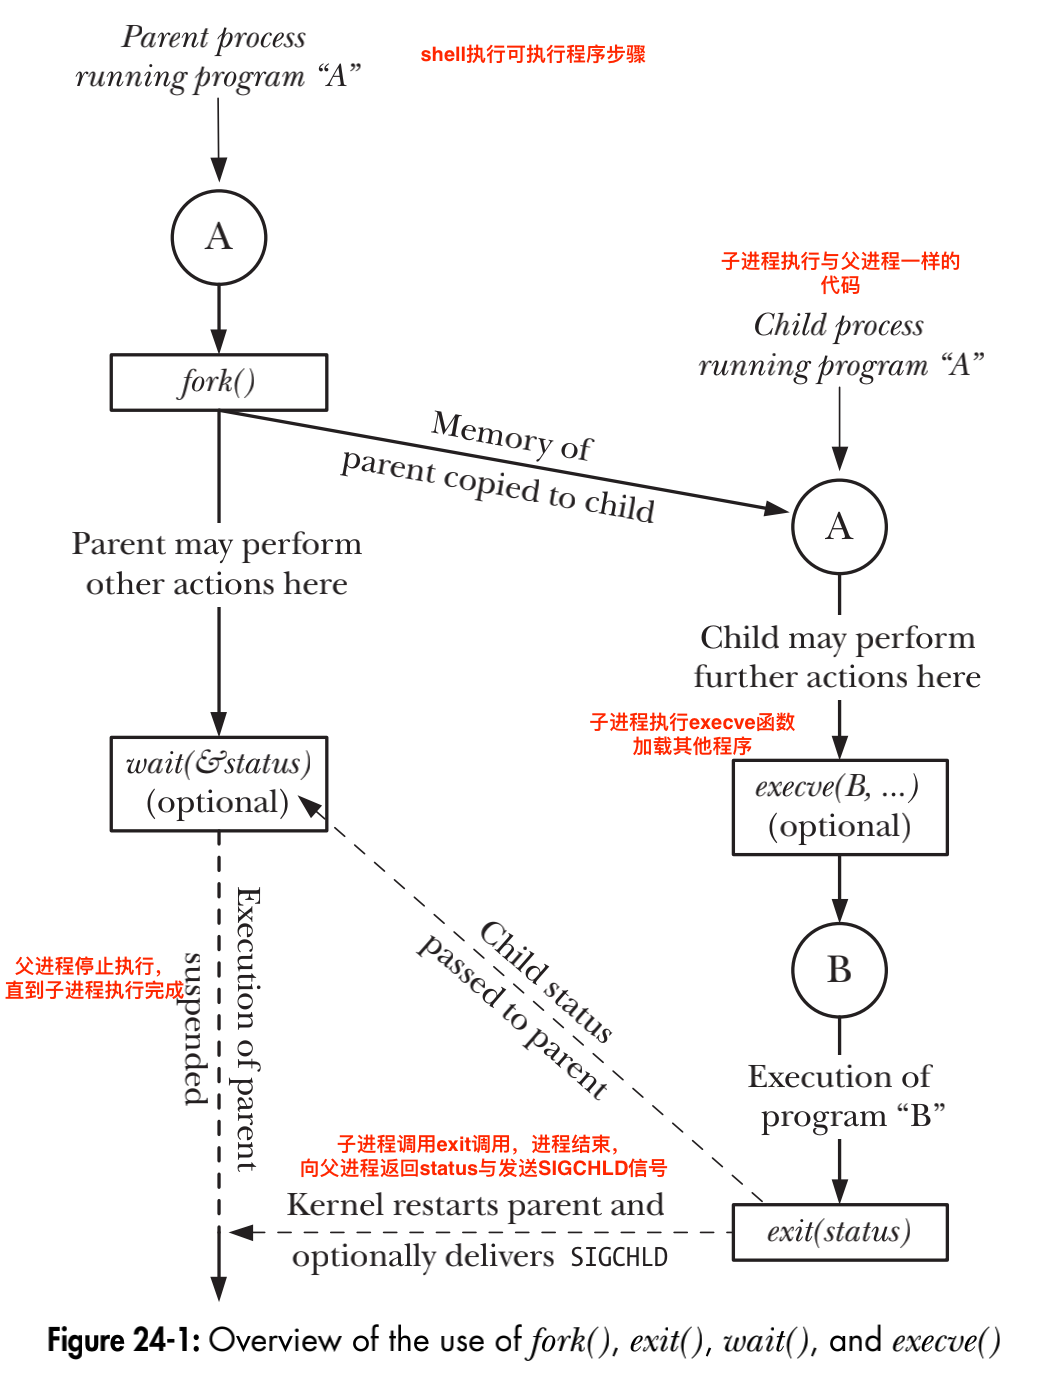 Parent process
running program “A”
shell执行可执行程序步骤
A
fork()
子进程执行与父进程一样的
代码
Child process
running program “A”
Memory of
parent copied to child
A
Parent may perform
other actions here
Child may perform
further actions here
子进程执行execve函数
加载其他程序
wait(&status)
(optional)
execve(B, ...)
(optional)
B
Execution of parent
suspended
父进程停止执行，
直到子进程执行完成
Child status
passed to parent
Execution of
program “B”
子进程调用exit调用，进程结束，
向父进程返回status与发送SIGCHLD信号
Kernel restarts parent and
optionally delivers SIGCHLD
exit(status)
Figure 24-1: Overview of the use of fork(), exit(), wait(), and execve()